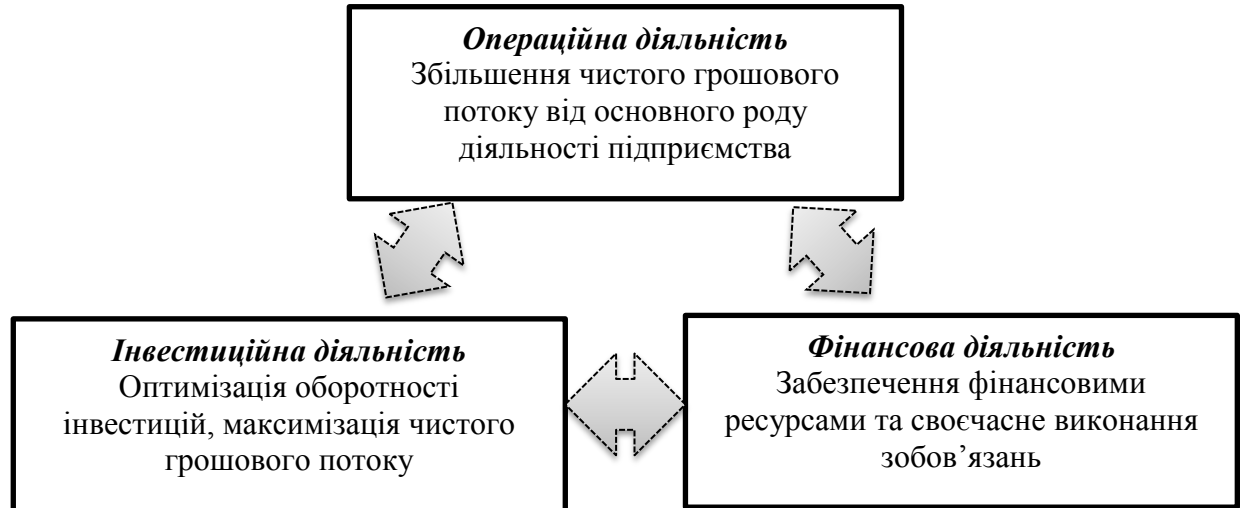 Операційна діяльність
Збільшення чистого грошового
потоку від основного роду
діяльності підприємства
Інвестиційна діяльність
Оптимізація оборотності
інвестицій, максимізація чистого
грошового потоку
Фінансова діяльність
Забезпечення фінансовими
ресурсами та своєчасне виконання
зобов’язань